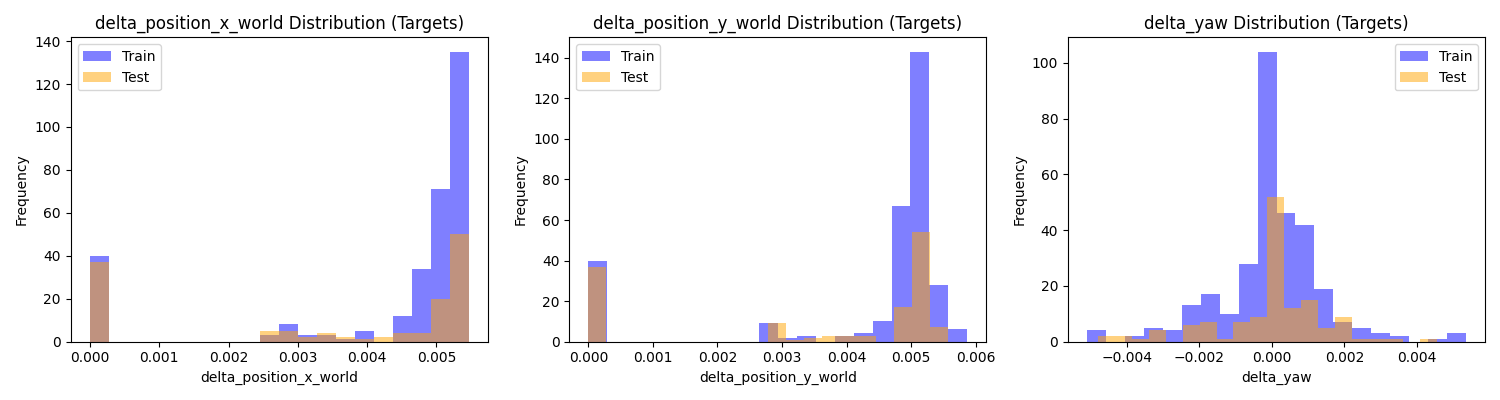 delta_position_x_world Distribution (Targets)
140
120
100
80
60
40
20
0
Frequency
Train
Test
0.000
0.001
0.002
0.003
0.004
0.005
delta_position_x_world
delta_position_y_world Distribution (Targets)
140
120
100
80
60
40
20
0
Frequency
Train
Test
0.000
0.001
0.002
0.003
0.004
0.005
0.006
delta_position_y_world
delta_yaw Distribution (Targets)
100
80
60
40
20
0
Frequency
Train
Test
−0.004
−0.002
0.000
0.002
0.004
delta_yaw